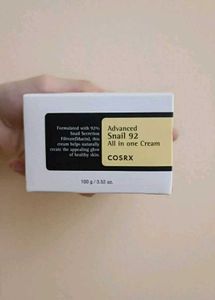 Formulated with 92%
Snail Secretion
Filtrate(Mucin), this
cream helps naturally
create the appealing glow
of healthy skin.
Advanced
Snail 92
All in one Cream
COSRX
100 g / 3.52 oz.